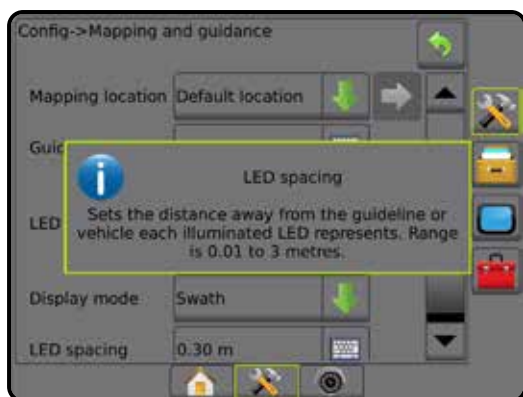 Config->Mapping and guidance
Mapping location Default location
LED spacing
Sets the distance away from the guideline or
vehicle each illuminated LED represents. Range
is 0.01 to 3 metres.
LED
Display mode Swath
LED spacing 0.30 m